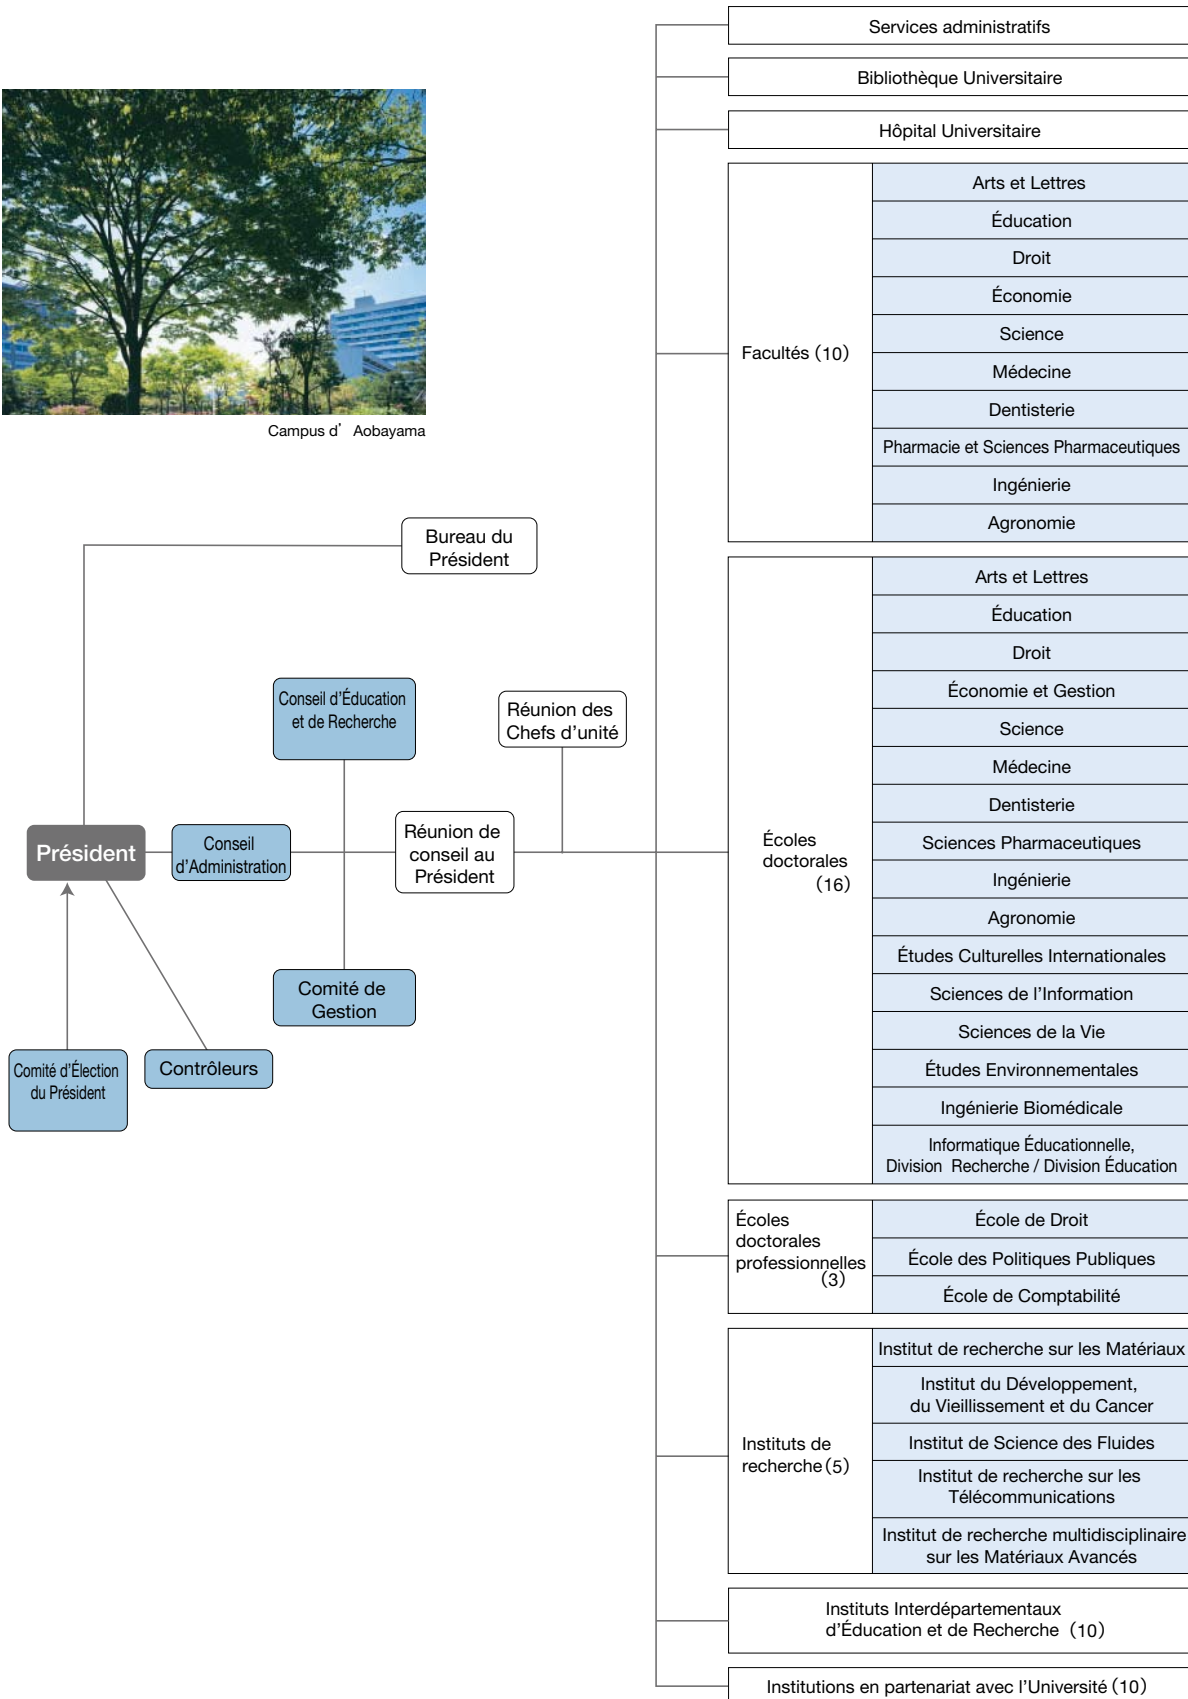 Services administratifs
Bibliothèque Universitaire
Hôpital Universitaire
Facultés (10)
Arts et Lettres
Éducation
Droit
Économie
Science
Médecine
Dentisterie
Pharmacie et Sciences Pharmaceutiques
Ingénierie
Agronomie
Campus d' Aobayama
Bureau du
Président
Conseil d'Éducation
et de Recherche
Réunion des
Chefs d'unité
Président
Conseil
d'Administration
Réunion de
conseil au
Président
Comité de
Gestion
Comité d'Élection
du Président
Contrôleurs
Écoles
doctorales
(16)
Arts et Lettres
Éducation
Droit
Économie et Gestion
Science
Médecine
Dentisterie
Sciences Pharmaceutiques
Ingénierie
Agronomie
Études Culturelles Internationales
Sciences de l'Information
Sciences de la Vie
Études Environnementales
Ingénierie Biomédicale
Informatique Éducationnelle,
Division Recherche / Division Éducation
Écoles
doctorales
professionnelles
(3)
École de Droit
École des Politiques Publiques
École de Comptabilité
Instituts de
recherche (5)
Institut de recherche sur les Matériaux
Institut du Développement,
du Vieillissement et du Cancer
Institut de Science des Fluides
Institut de recherche sur les
Télécommunications
Institut de recherche multidisciplinaire
sur les Matériaux Avancés
Instituts Interdépartementaux
d'Éducation et de Recherche (10)
Institutions en partenariat avec l'Université (10)